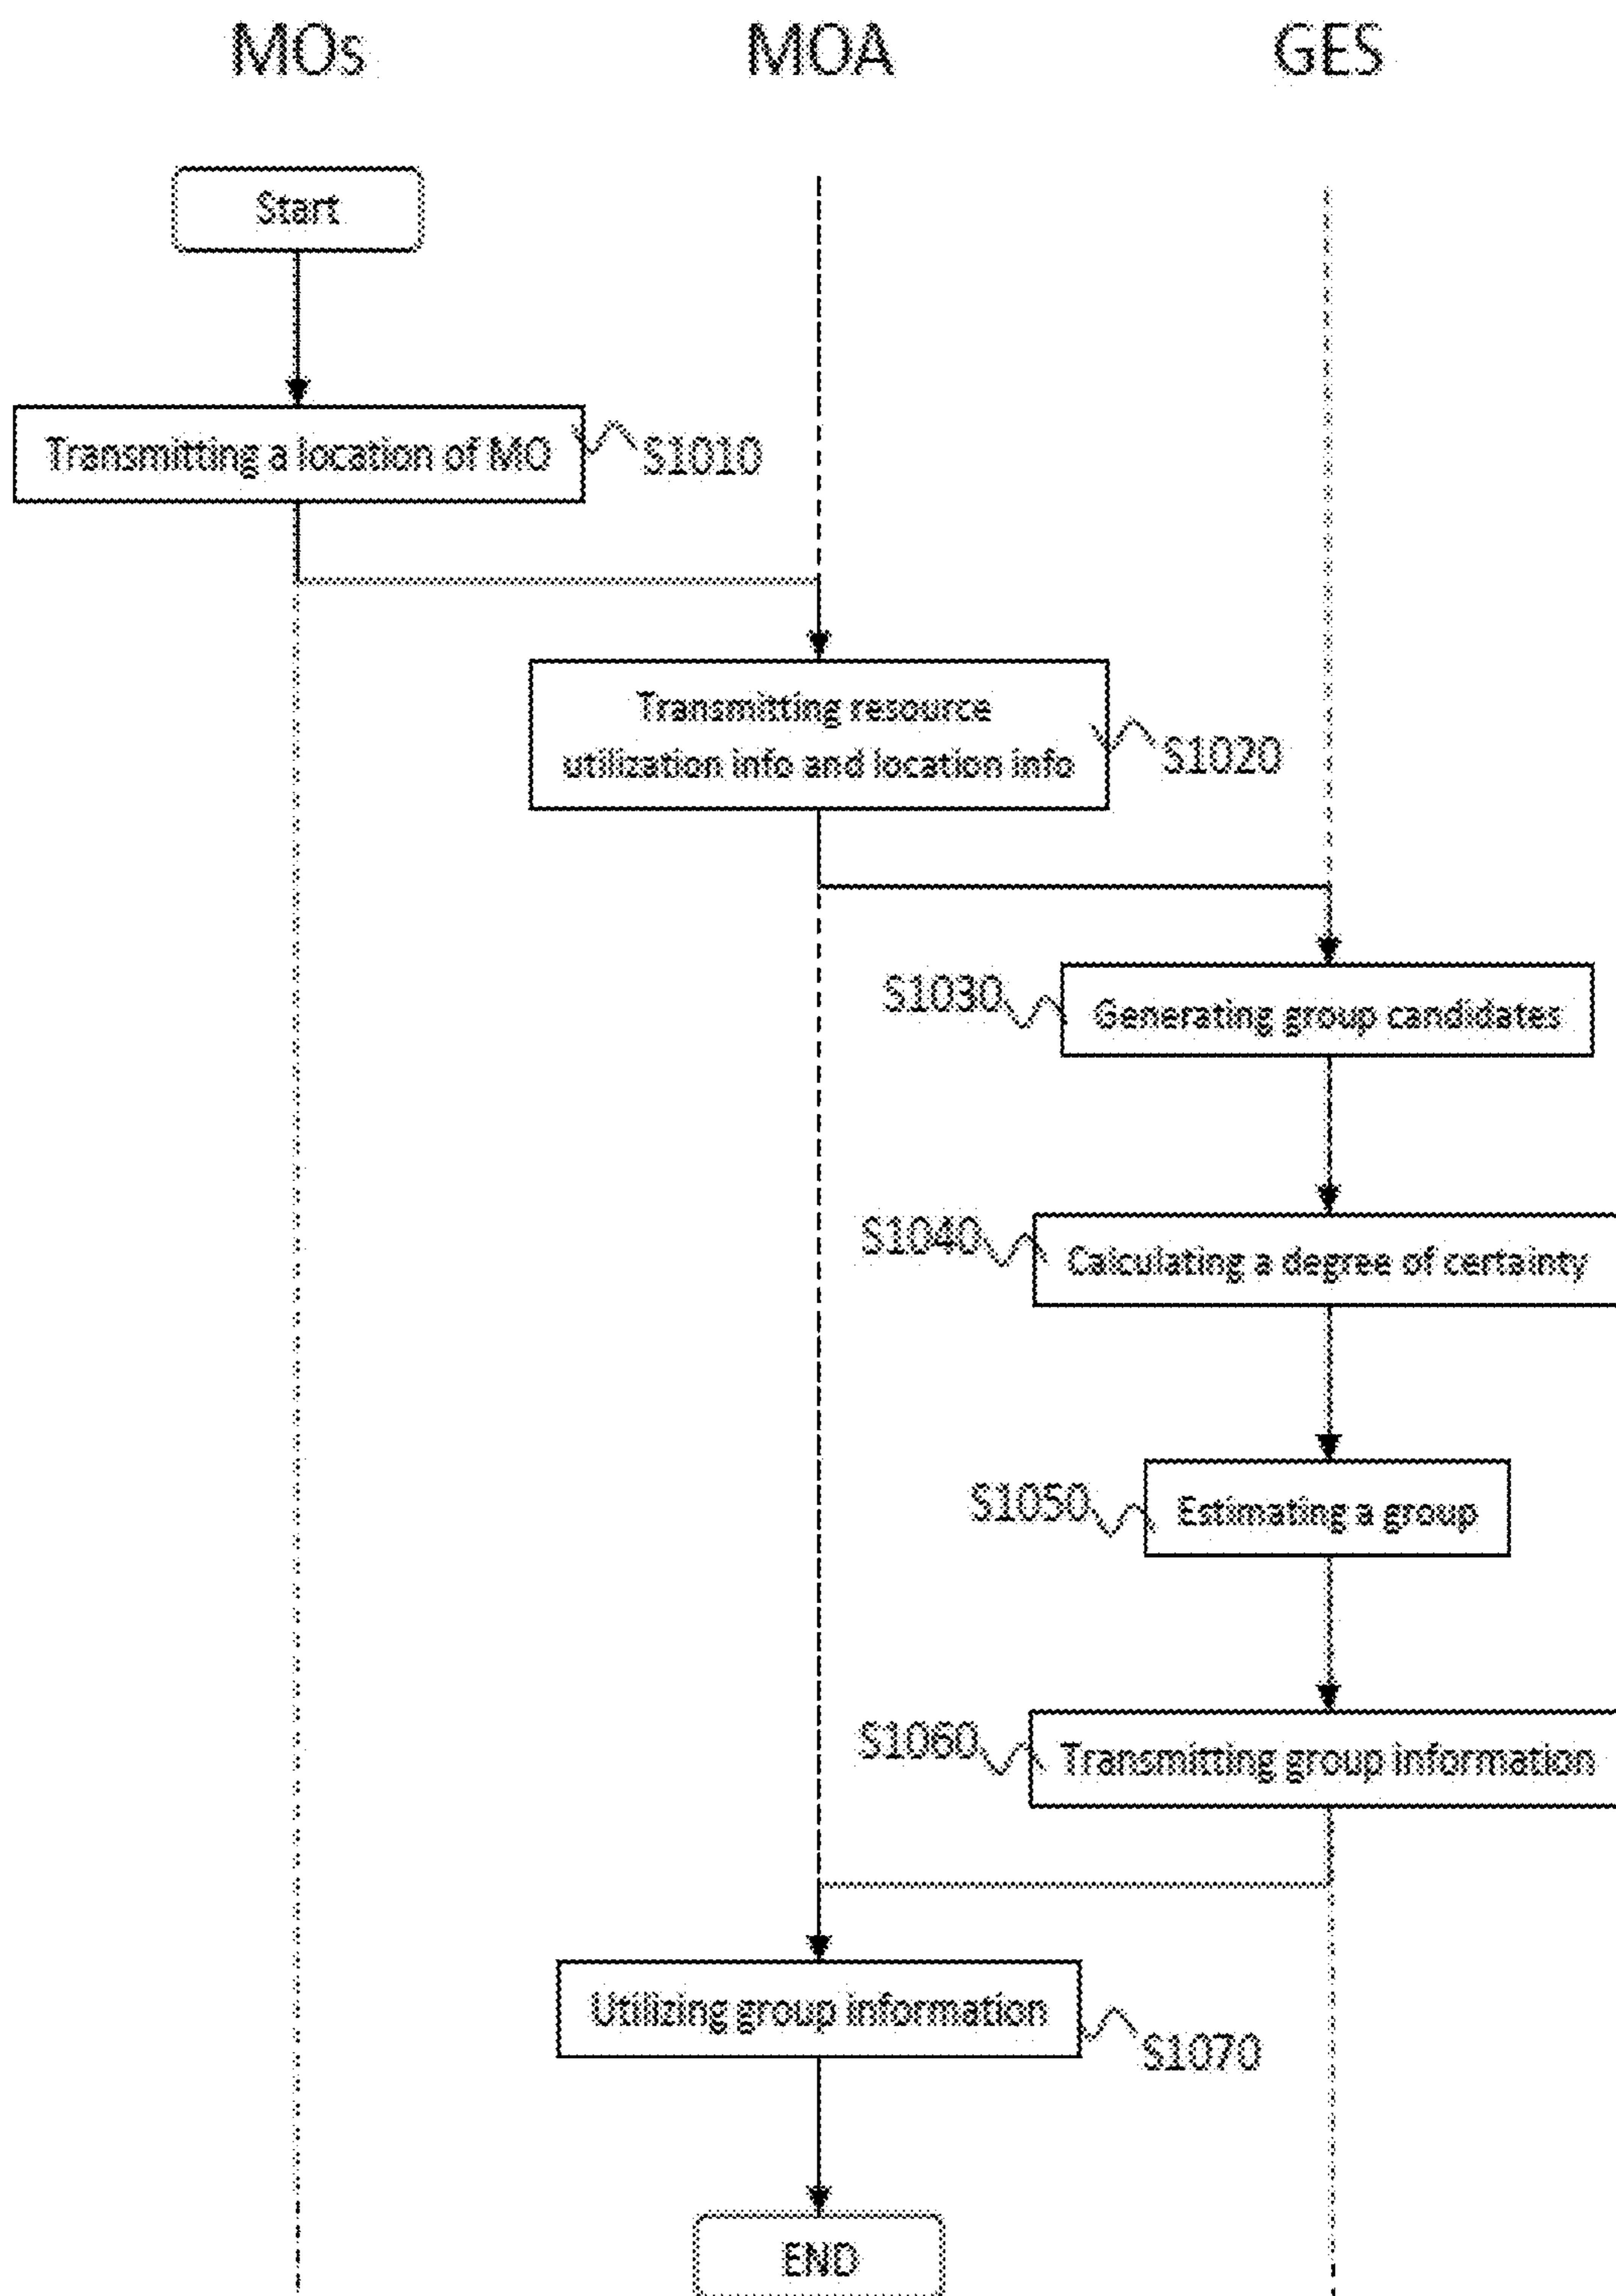 MOs MOA GES
Start
Transmitting a location of MO
S1010
Transmitting resource
utilization info and location info
S1020
S1030
Generating group candidates
S1040
Calculating a degree of certainty
S1050
Estimating a group
S1060
Transmitting group information
Utilizing group information
S1070
END